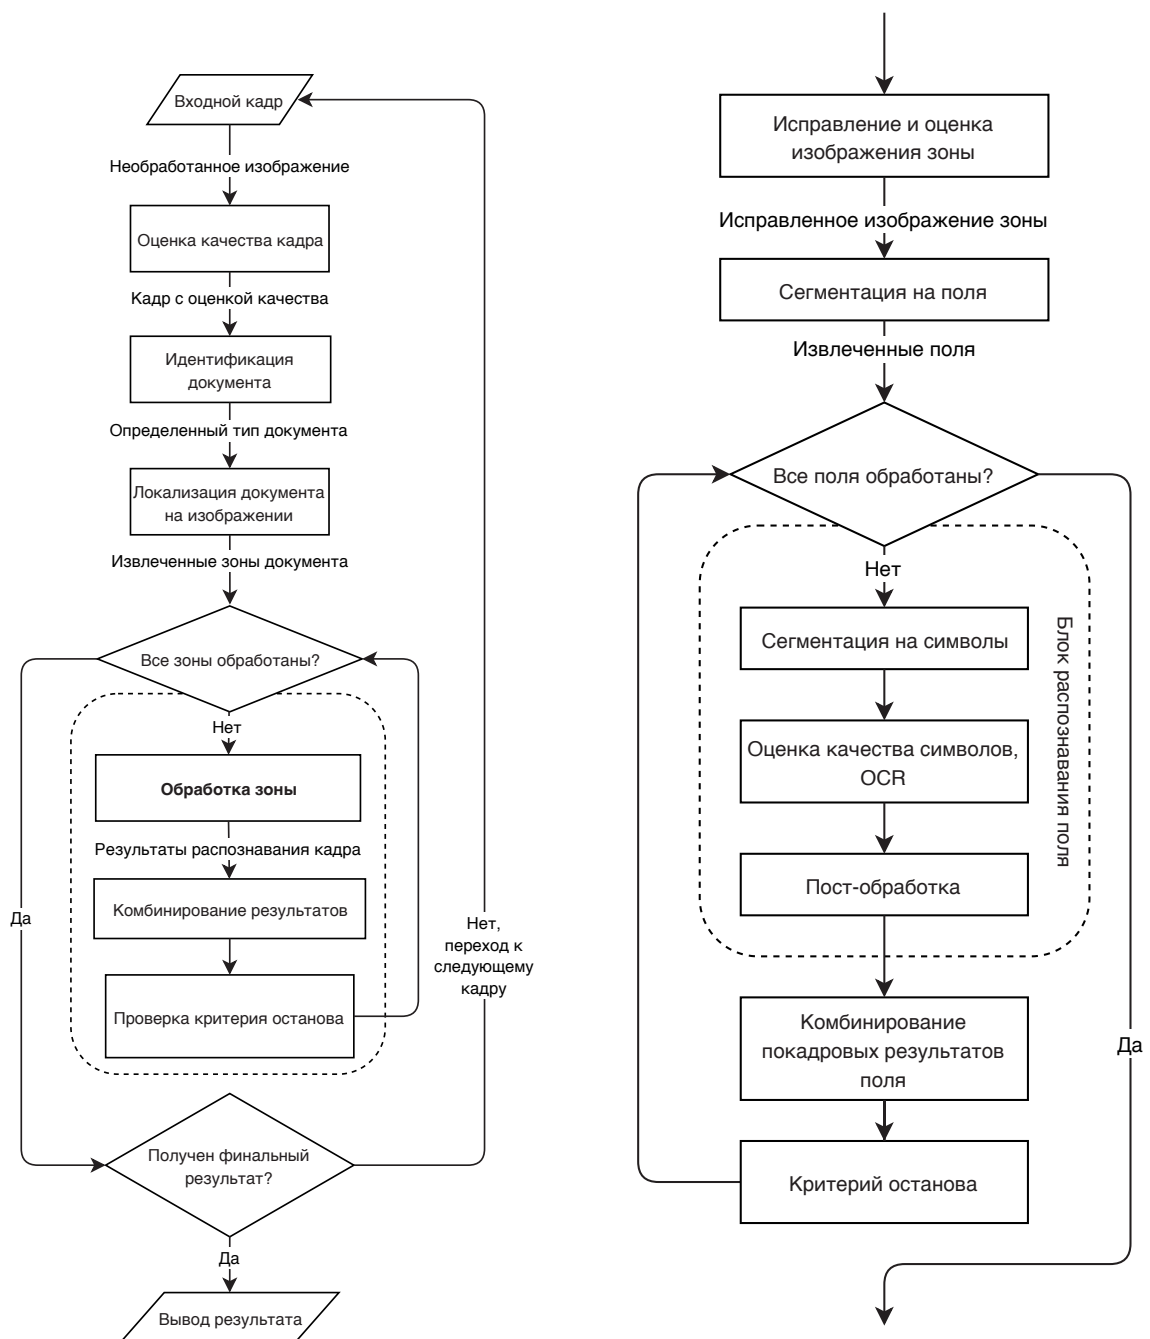 Входной кадр
Необработанное изображение
Оценка качества кадра
Кадр с оценкой качества
Идентификация
документа
Определенный тип документа
Локализация документа
на изображении
Извлеченные зоны документа
Все зоны обработаны?
Нет
Обработка зоны
Результаты распознавания кадра
Комбинирование результатов
Проверка критерия останова
Да
Нет,
переход к
следующему
кадру
Получен финальный
результат?
Да
Вывод результата
Исправление и оценка
изображения зоны
Исправленное изображение зоны
Сегментация на поля
Извлеченные поля
Все поля обработаны?
Нет
Сегментация на символы
Оценка качества символов,
OCR
Пост-обработка
Блок распознавания поля
Комбинирование
покадровых результатов
поля
Критерий останова
Да